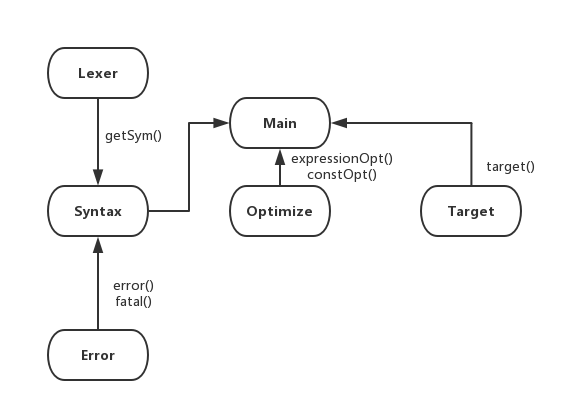 Lexer
getSym()
Main
expressionOpt()
constOpt()
target()
Syntax
Optimize
Target
error()
fatal()
Error